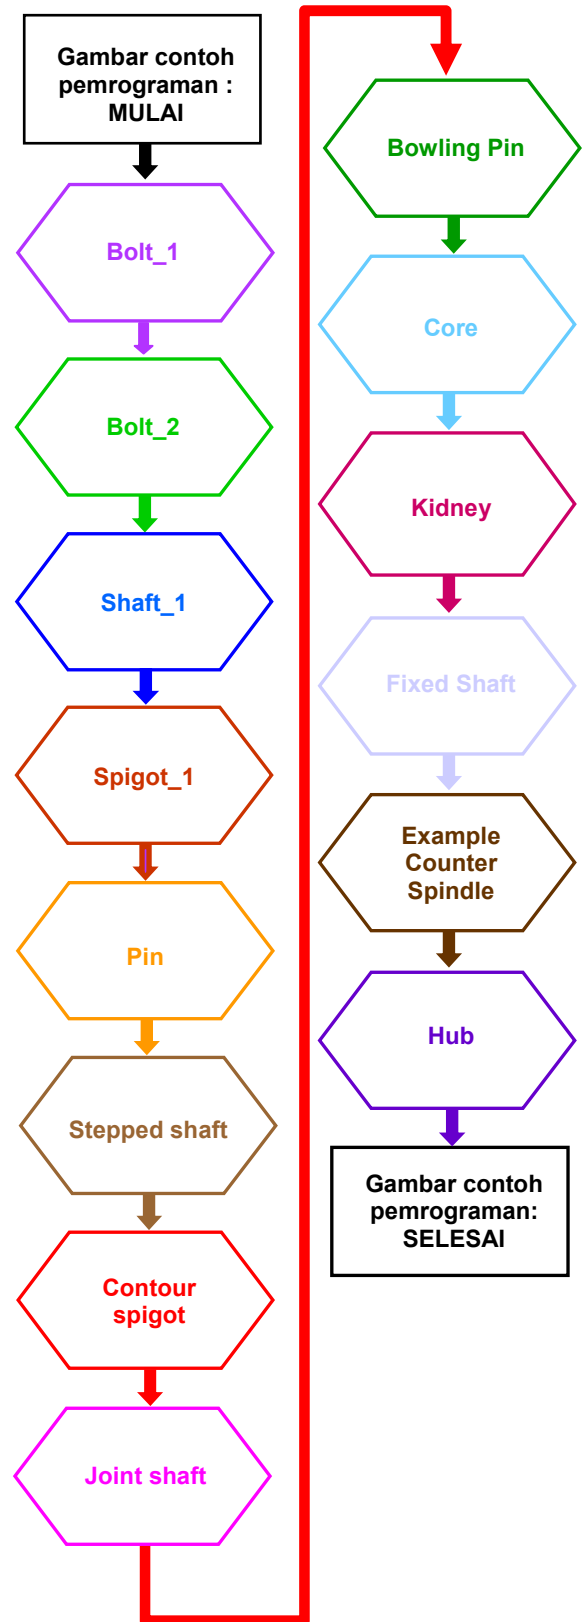 Gambar contoh
pemrograman :
MULAI
Bolt_1
Bolt_2
Shaft_1
Spigot_1
Pin
Stepped shaft
Contour
spigot
Joint shaft
Bowling Pin
Core
Kidney
Fixed Shaft
Example
Counter
Spindle
Hub
Gambar contoh
pemrograman:
SELESAI